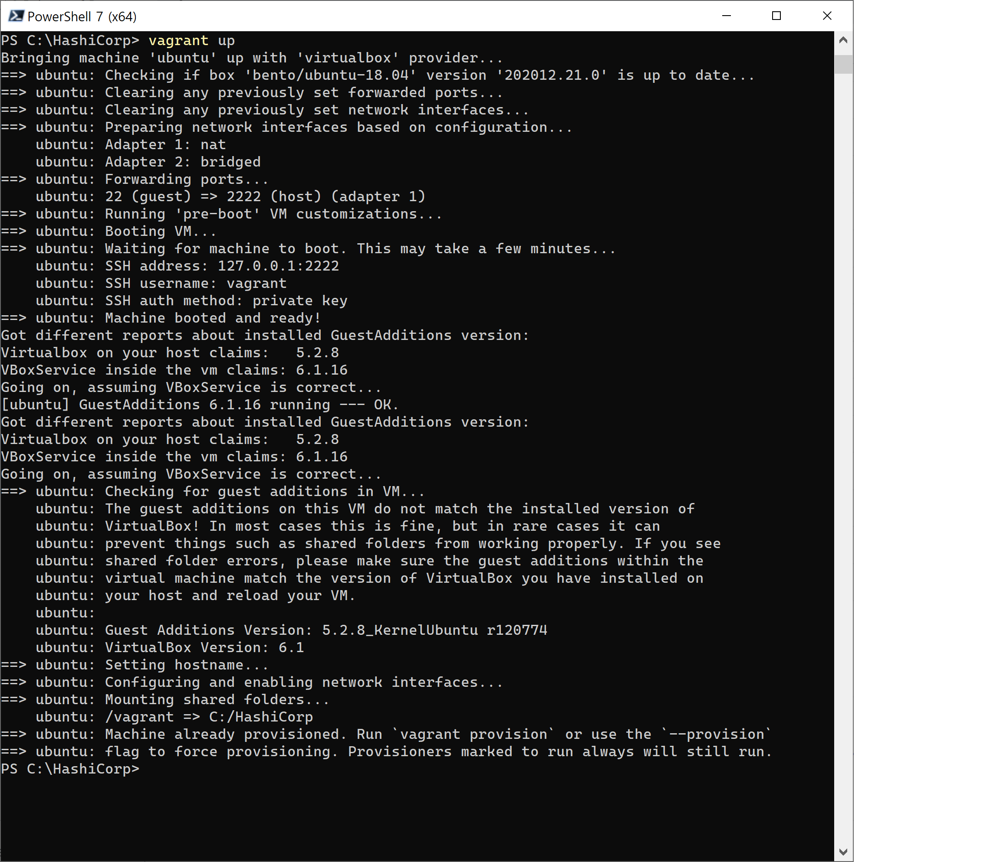 PowerShell 7 (x64)
PS C:\HashiCorp> vagrant up
Bringing machine 'ubuntu' up with 'virtualbox' provider...
==> ubuntu: Checking if box 'bento/ubuntu-18.04' version '202012.21.0' is up to date...
==> ubuntu: Clearing any previously set forwarded ports...
==> ubuntu: Clearing any previously set network interfaces...
==> ubuntu: Preparing network interfaces based on configuration...
    ubuntu: Adapter 1: nat
    ubuntu: Adapter 2: bridged
==> ubuntu: Forwarding ports...
    ubuntu: 22 (guest) => 2222 (host) (adapter 1)
==> ubuntu: Running 'pre-boot' VM customizations...
==> ubuntu: Booting VM...
==> ubuntu: Waiting for machine to boot. This may take a few minutes...
    ubuntu: SSH address: 127.0.0.1:2222
    ubuntu: SSH username: vagrant
    ubuntu: SSH auth method: private key
==> ubuntu: Machine booted and ready!
Got different reports about installed GuestAdditions version:
Virtualbox on your host claims:   5.2.8
VBoxService inside the vm claims: 6.1.16
Going on, assuming VBoxService is correct...
[ubuntu] GuestAdditions 6.1.16 running --- OK.
Got different reports about installed GuestAdditions version:
Virtualbox on your host claims:   5.2.8
VBoxService inside the vm claims: 6.1.16
Going on, assuming VBoxService is correct...
==> ubuntu: Checking for guest additions in VM...
    ubuntu: The guest additions on this VM do not match the installed version of
    ubuntu: VirtualBox! In most cases this is fine, but in rare cases it can
    ubuntu: prevent things such as shared folders from working properly. If you see
    ubuntu: shared folder errors, please make sure the guest additions within the
    ubuntu: virtual machine match the version of VirtualBox you have installed on
    ubuntu: your host and reload your VM.
    ubuntu:
    ubuntu: Guest Additions Version: 5.2.8_KernelUbuntu r120774
    ubuntu: VirtualBox Version: 6.1
==> ubuntu: Setting hostname...
==> ubuntu: Configuring and enabling network interfaces...
==> ubuntu: Mounting shared folders...
    ubuntu: /vagrant => C:/HashiCorp
==> ubuntu: Machine already provisioned. Run `vagrant provision` or use the `--provision`
==> ubuntu: flag to force provisioning. Provisioners marked to run always will still run.
PS C:\HashiCorp>